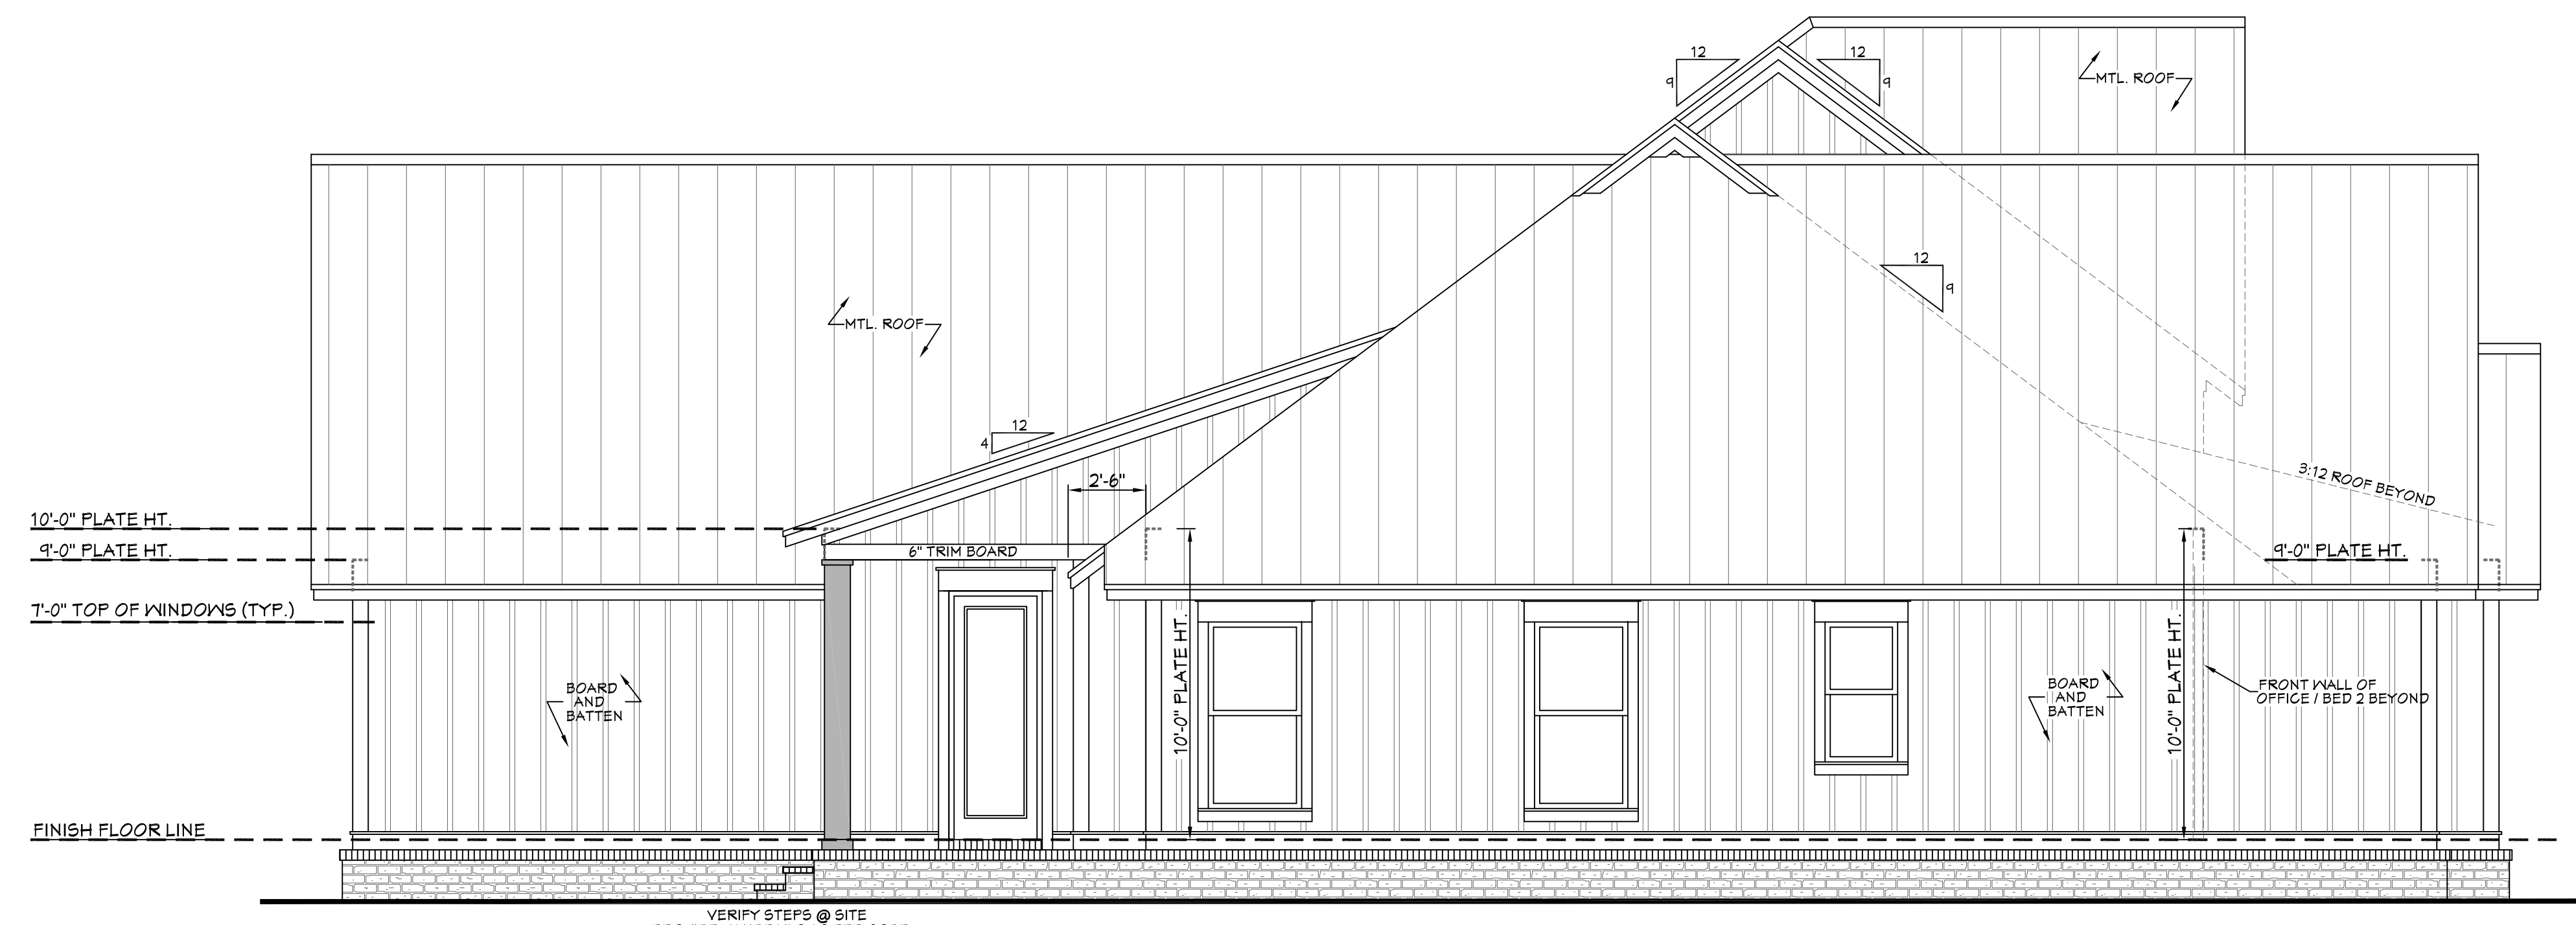 12
9
12
9
MTL. ROOF
12
9
MTL. ROOF
12
4
2'-6"
3:12 ROOF BEYOND
10'-0" PLATE HT.
9'-0" PLATE HT.
6" TRIM BOARD
9'-0" PLATE HT.
7'-0" TOP OF WINDOWS (TYP.)
10'-0" PLATE HT.
10'-0" PLATE HT.
BOARD
AND
BATTEN
BOARD
AND
BATTEN
FRONT WALL OF
OFFICE / BED 2 BEYOND
FINISH FLOOR LINE
VERIFY STEPS @ SITE